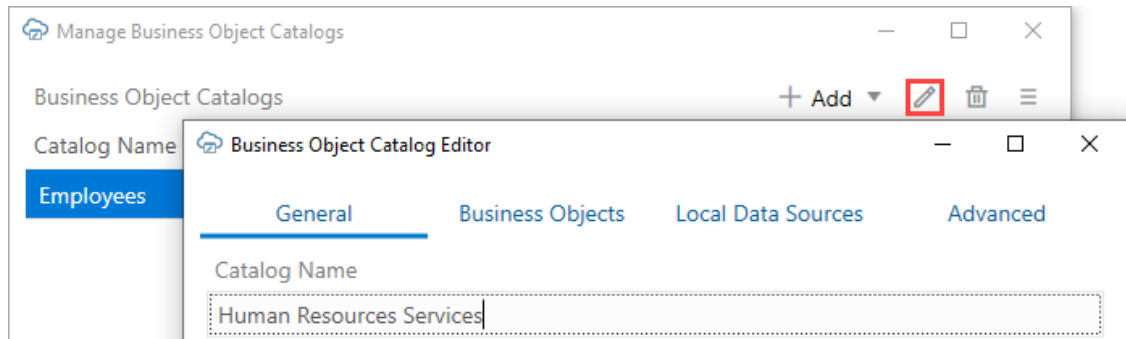 Manage Business Object Catalogs
Business Object Catalogs
Add
Catalog Name
Business Object Catalog Editor
Employees
General
Business Objects
Local Data Sources
Advanced
Catalog Name
Human Resources Services